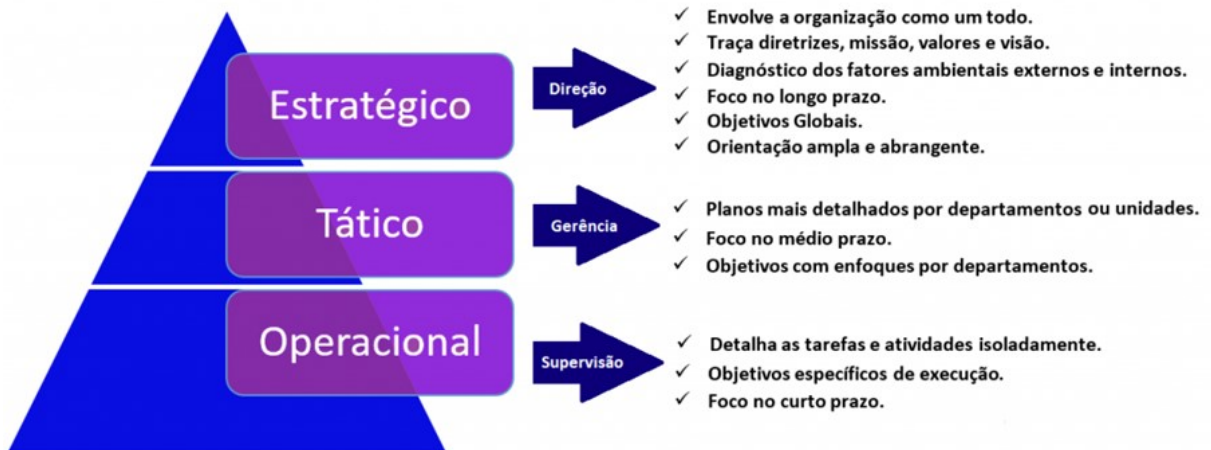 Estratégico
Direção
✓ Envolve a organização como um todo.
✓ Traça diretrizes, missão, valores e visão.
✓ Diagnóstico dos fatores ambientais externos e internos.
✓ Foco no longo prazo.
✓ Objetivos Globais.
✓ Orientação ampla e abrangente.
Tático
Gerência
✓ Planos mais detalhados por departamentos ou unidades.
✓ Foco no médio prazo.
✓ Objetivos com enfoques por departamentos.
Operacional
Supervisão
✓ Detalha as tarefas e atividades isoladamente.
✓ Objetivos específicos de execução.
✓ Foco no curto prazo.